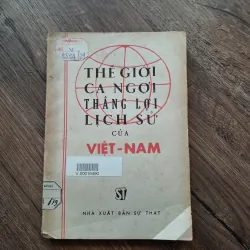 THẾ GIỚI
CA NGỢI
THẮNG LỢI
LỊCH SỬ
CỦA
VIỆT-NAM
ST
NHÀ XUẤT BẢN SỰ THẬT